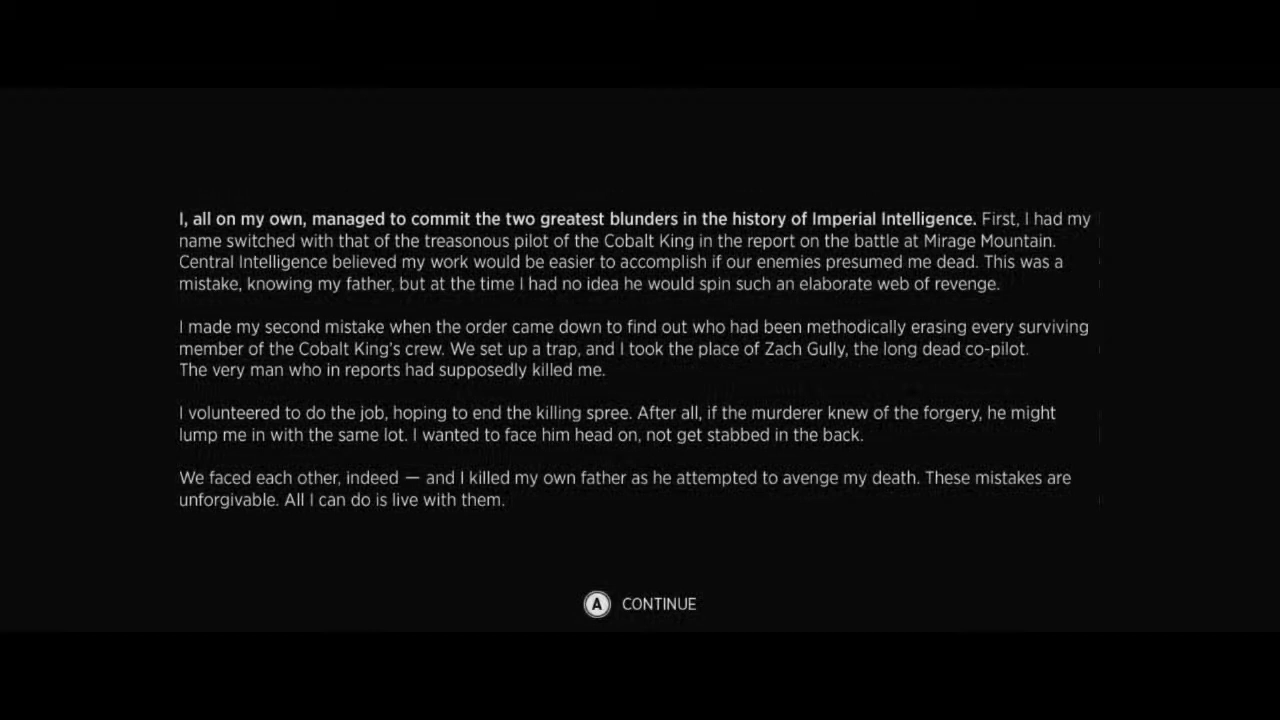 I, all on my own, managed to commit the two greatest blunders in the history of Imperial Intelligence. First, I had my
name switched with that of the treasonous pilot of the Cobalt King in the report on the battle at Mirage Mountain.
Central Intelligence believed my work would be easier to accomplish if our enemies presumed me dead. This was a
mistake, knowing my father, but at the time I had no idea he would spin such an elaborate web of revenge.
I made my second mistake when the order came down to find out who had been methodically erasing every surviving
member of the Cobalt King's crew. We set up a trap, and I took the place of Zach Gully, the long dead co-pilot.
The very man who in reports had supposedly killed me.
I volunteered to do the job, hoping to end the killing spree. After all, if the murderer knew of the forgery, he might
lump me in with the same lot. I wanted to face him head on, not get stabbed in the back.
We faced each other, indeed — and I killed my own father as he attempted to avenge my death. These mistakes are
unforgivable. All I can do is live with them.
A CONTINUE